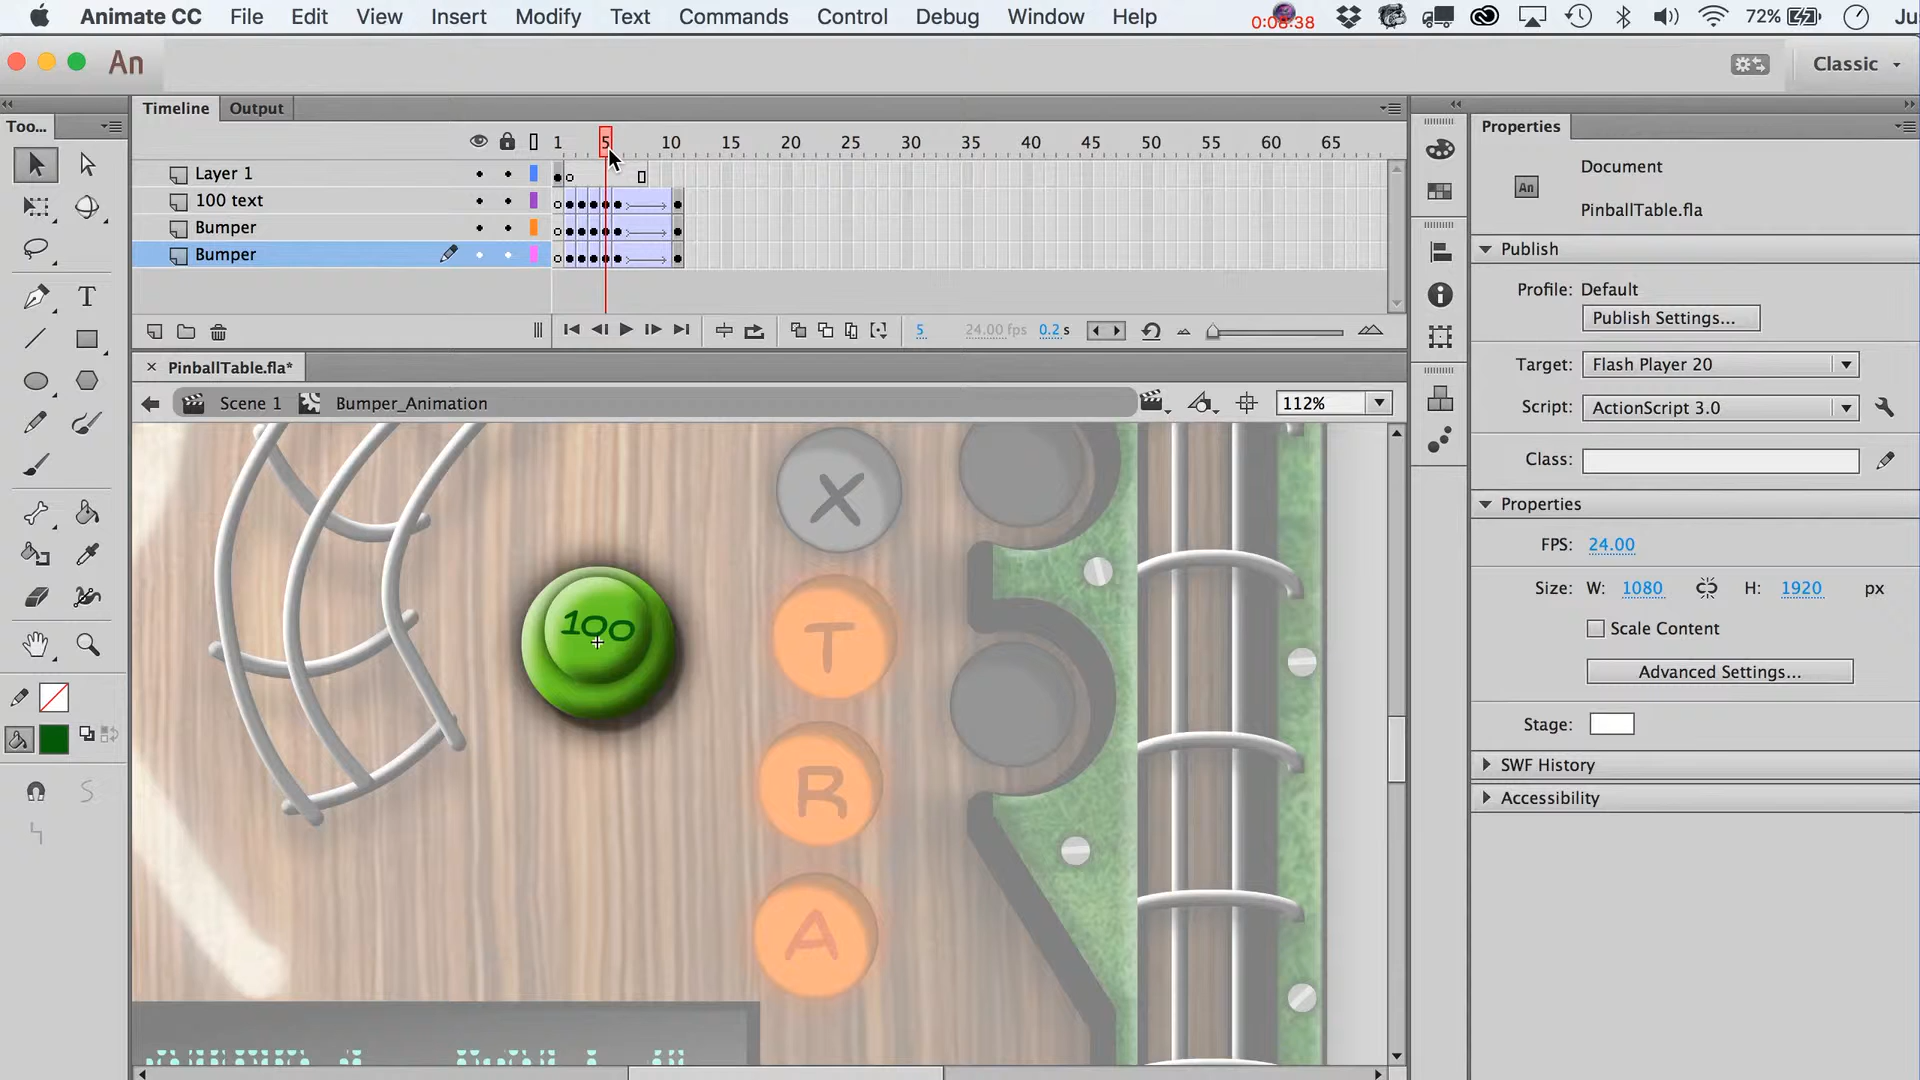 Animate CC File Edit View Insert Modify Text Commands Control Debug Window Help 0:08:38 72% Ju
An Classic
Timeline Output
Too...
1 5 10 15 20 25 30 35 40 45 50 55 60 65
Layer 1
100 text
Bumper
Bumper
5 24.00 fps 0.2 s
PinballTable.fla*
Scene 1 Bumper_Animation 112%
X
100
T
R
A
Properties
Document
An
PinballTable.fla
Publish
Profile: Default
Publish Settings...
Target: Flash Player 20
Script: ActionScript 3.0
Class:
Properties
FPS: 24.00
Size: W: 1080 H: 1920 px
Scale Content
Advanced Settings...
Stage:
SWF History
Accessibility